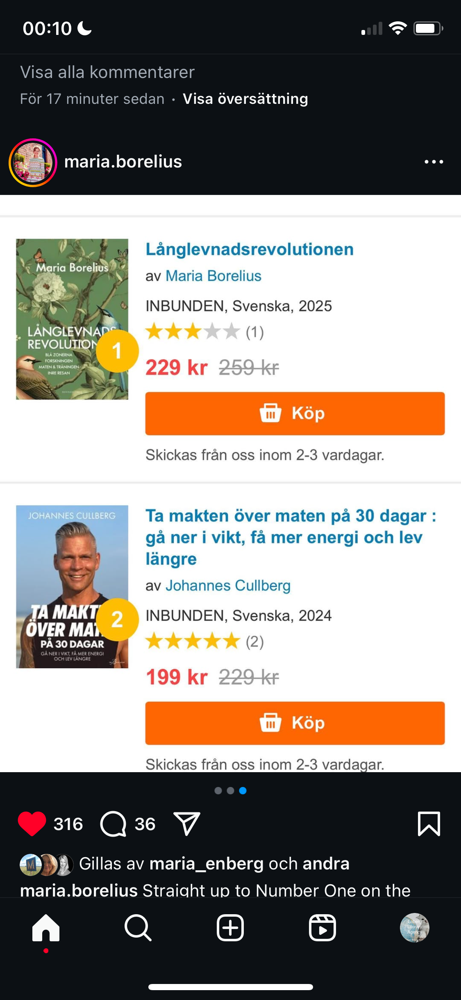 00:10
Visa alla kommentarer
För 17 minuter sedan · Visa översättning
maria.borelius
Maria Borelius
LÅNGLEVNADS
REVOLUTION
BLÅ ZONERNA
FORSKNINGEN
MATEN & TRÄNINGEN
INRE RESAN
1
Långlevnadsrevolutionen
av Maria Borelius
INBUNDEN, Svenska, 2025
(1)
229 kr 259 kr
Köp
Skickas från oss inom 2-3 vardagar.
JOHANNES CULLBERG
TA MAKT
ÖVER MAT
PÅ 30 DAGAR
GÅ NER I VIKT, FÅ MER ENERGI
OCH LEV LÄNGRE
2
Ta makten över maten på 30 dagar :
gå ner i vikt, få mer energi och lev
längre
av Johannes Cullberg
INBUNDEN, Svenska, 2024
(2)
199 kr 229 kr
Köp
Skickas från oss inom 2-3 vardagar.
316 36
M
Gillas av maria_enberg och andra
maria.borelius Straight up to Number One on the
Enberg
Literary
Agency